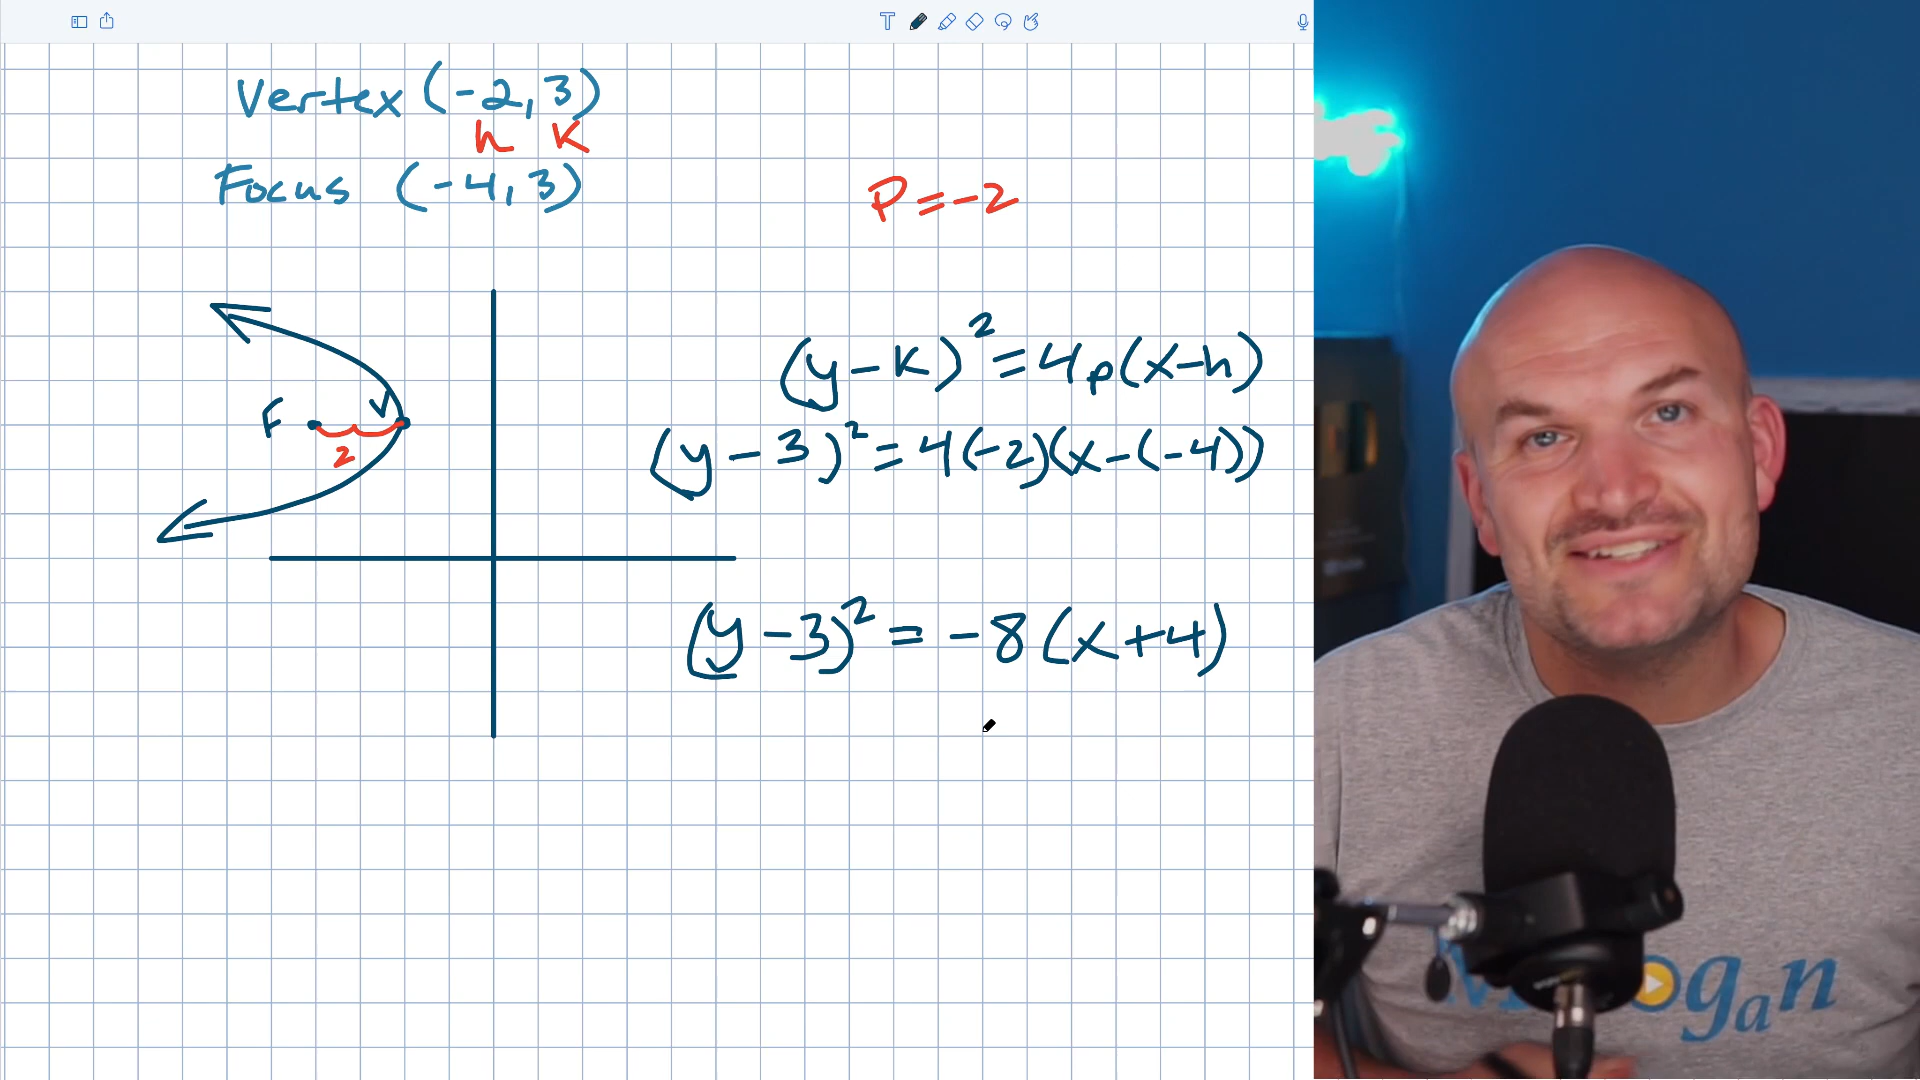 Vertex (-2, 3)
h k
Focus (-4, 3)
P = -2
F
V
2
(y - k)² = 4p(x - h)
(y - 3)² = 4(-2)(x - (-4))
(y - 3)² = -8(x + 4)
gan